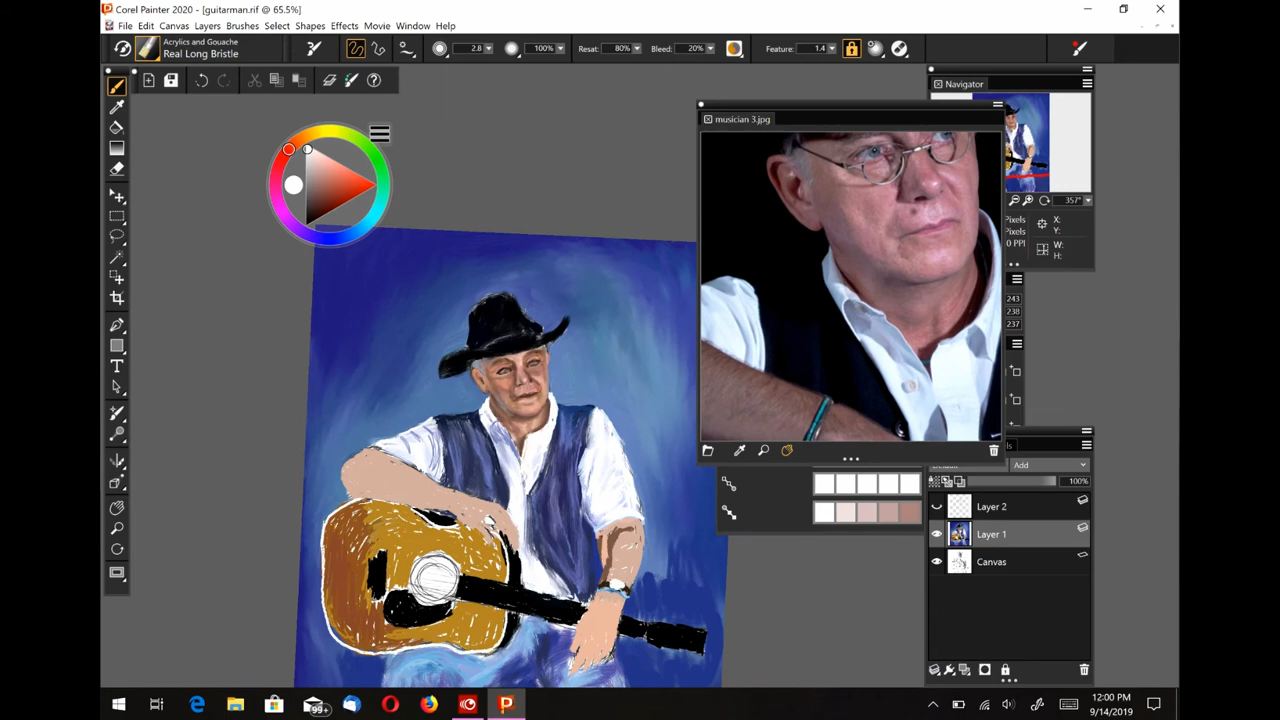 Corel Painter 2020 - [guitarman.rif @ 65.5%]
File Edit Canvas Layers Brushes Select Shapes Effects Movie Window Help
Acrylics and Gouache
Real Long Bristle
2.8
100%
Resat: 80%
Bleed: 20%
Feature: 1.4
Navigator
musician 3.jpg
357°
Pixels
Pixels
0 PPI
X:
Y:
W:
H:
243
238
237
Add
100%
Layer 2
Layer 1
Canvas
99+
12:00 PM
9/14/2019